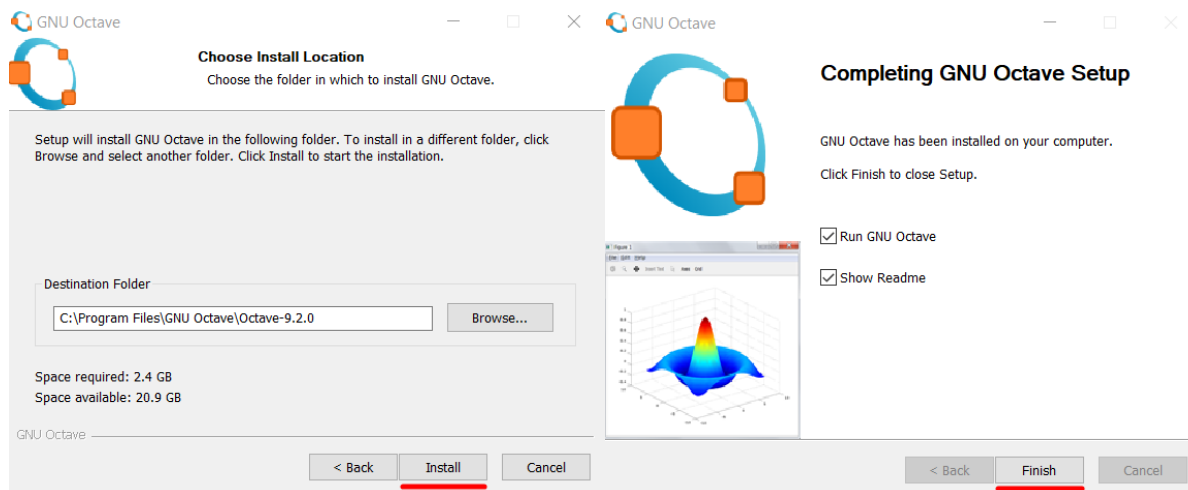 GNU Octave
Choose Install Location
Choose the folder in which to install GNU Octave.
Setup will install GNU Octave in the following folder. To install in a different folder, click
Browse and select another folder. Click Install to start the installation.
Destination Folder
C:\Program Files\GNU Octave\Octave-9.2.0
Browse...
Space required: 2.4 GB
Space available: 20.9 GB
GNU Octave
< Back
Install
Cancel
GNU Octave
Completing GNU Octave Setup
GNU Octave has been installed on your computer.
Click Finish to close Setup.
Run GNU Octave
Show Readme
Figure 1
< Back
Finish
Cancel